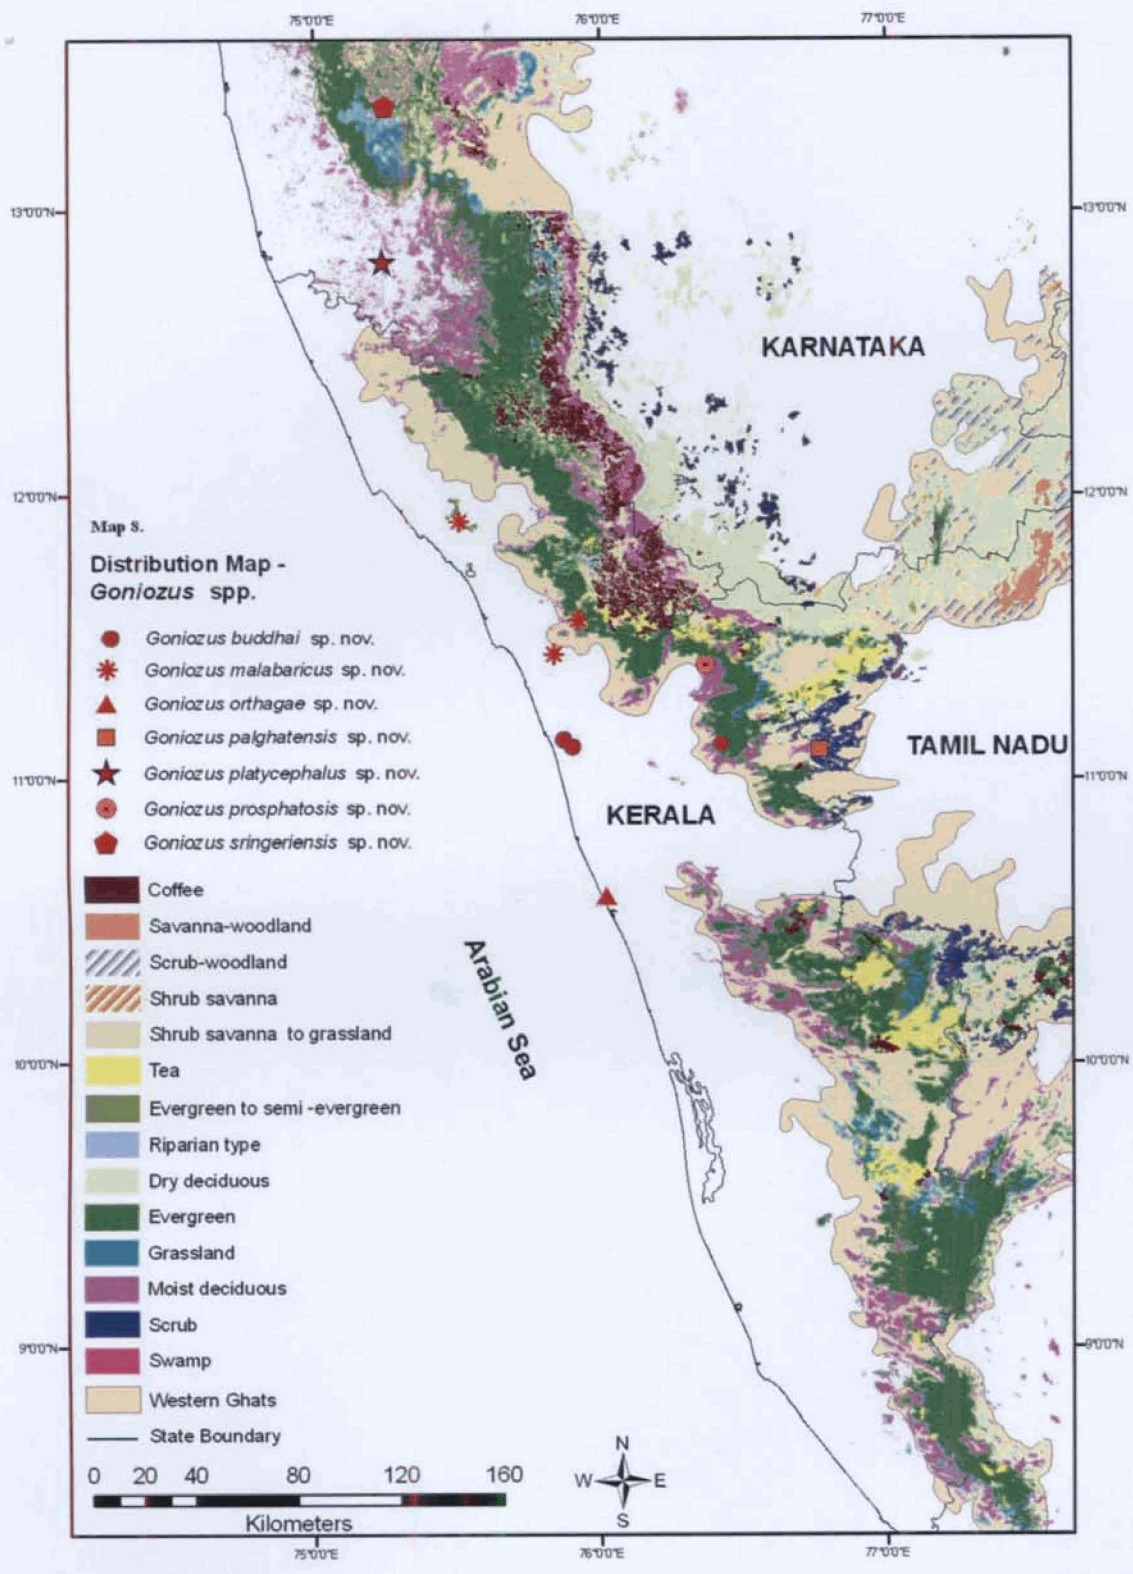 75°0'0"E 76°0'0"E 77°0'0"E
13°0'0"N 13°0'0"N
KARNATAKA
12°0'0"N 12°0'0"N
Map 8.
Distribution Map -
Goniozus spp.
Goniozus buddhai sp. nov.
Goniozus malabaricus sp. nov.
Goniozus orthagae sp. nov.
Goniozus palghatensis sp. nov.
TAMIL NADU
Goniozus platycephalus sp. nov.
11°0'0"N 11°0'0"N
Goniozus prosphatosis sp. nov.
KERALA
Goniozus sringeriensis sp. nov.
Coffee
Savanna-woodland
Scrub-woodland
Shrub savanna
Shrub savanna to grassland
Arabian Sea
Tea
10°0'0"N 10°0'0"N
Evergreen to semi -evergreen
Riparian type
Dry deciduous
Evergreen
Grassland
Moist deciduous
Scrub
9°0'0"N 9°0'0"N
Swamp
Western Ghats
State Boundary
N
W E
S
0 20 40 80 120 160
Kilometers
75°0'0"E 76°0'0"E 77°0'0"E